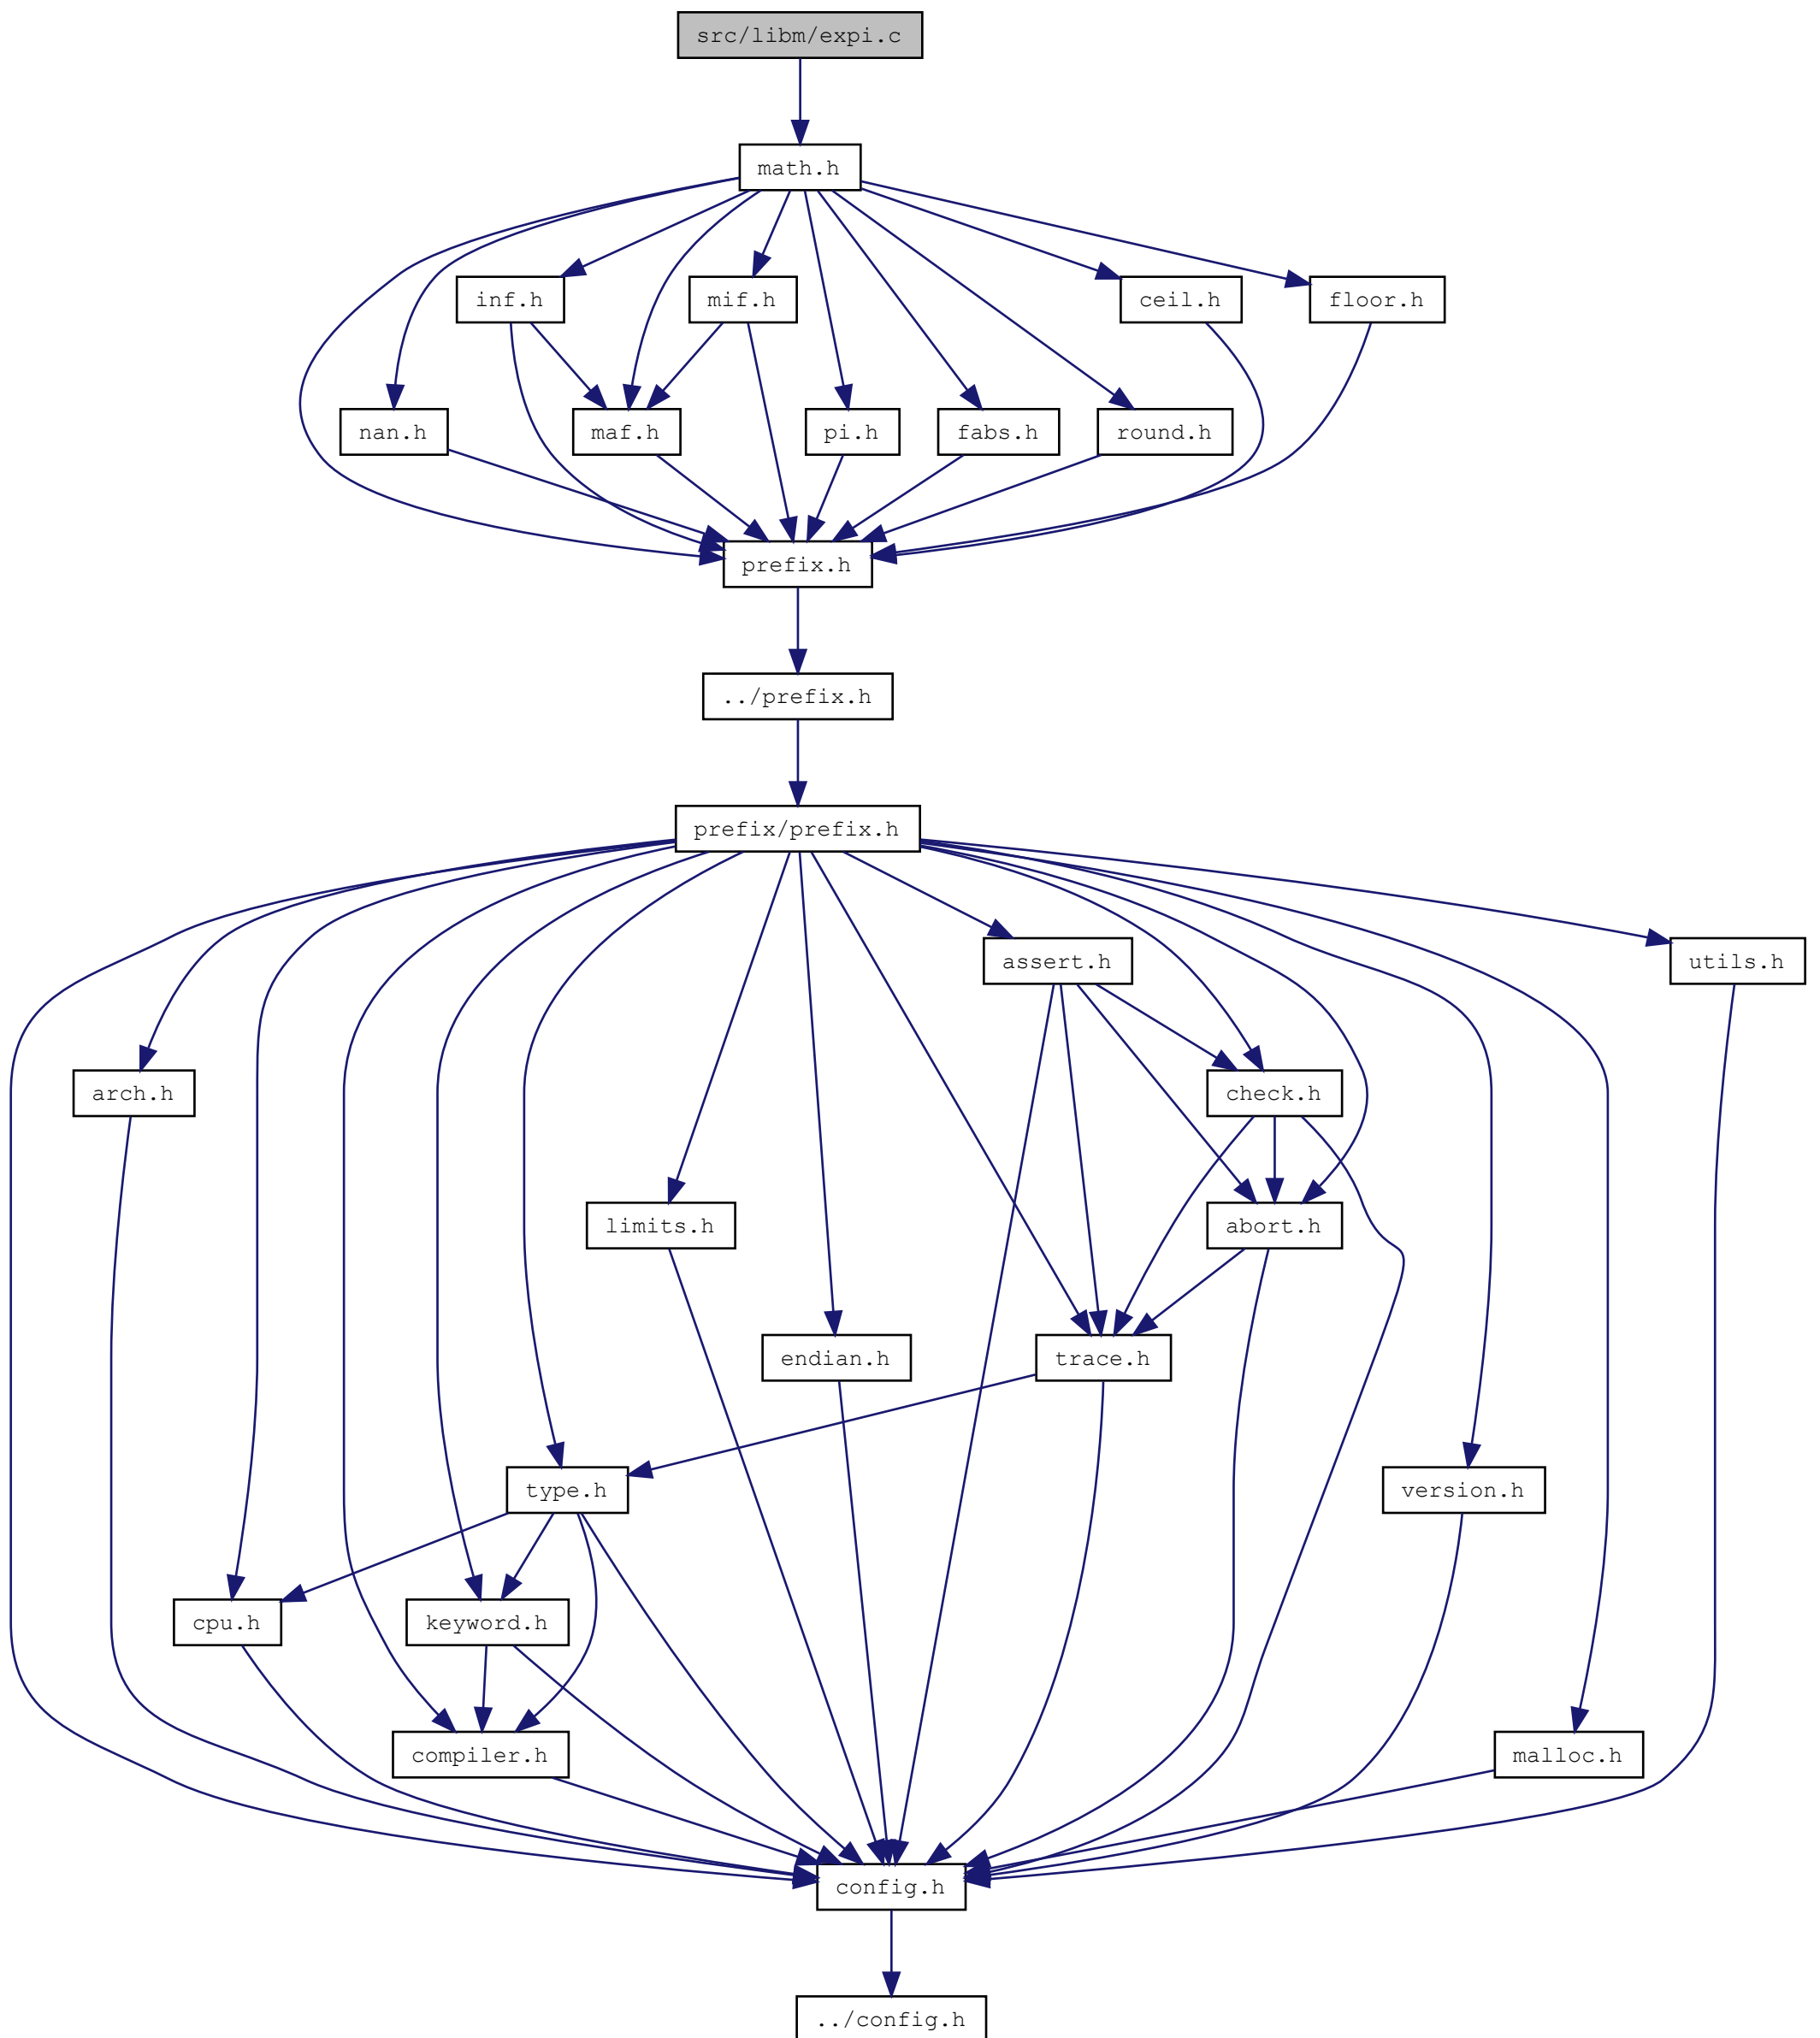 src/libm/expi.c
math.h
inf.h
mif.h
ceil.h
floor.h
nan.h
maf.h
pi.h
fabs.h
round.h
prefix.h
../prefix.h
prefix/prefix.h
assert.h
utils.h
arch.h
check.h
limits.h
abort.h
endian.h
trace.h
type.h
version.h
cpu.h
keyword.h
compiler.h
malloc.h
config.h
../config.h